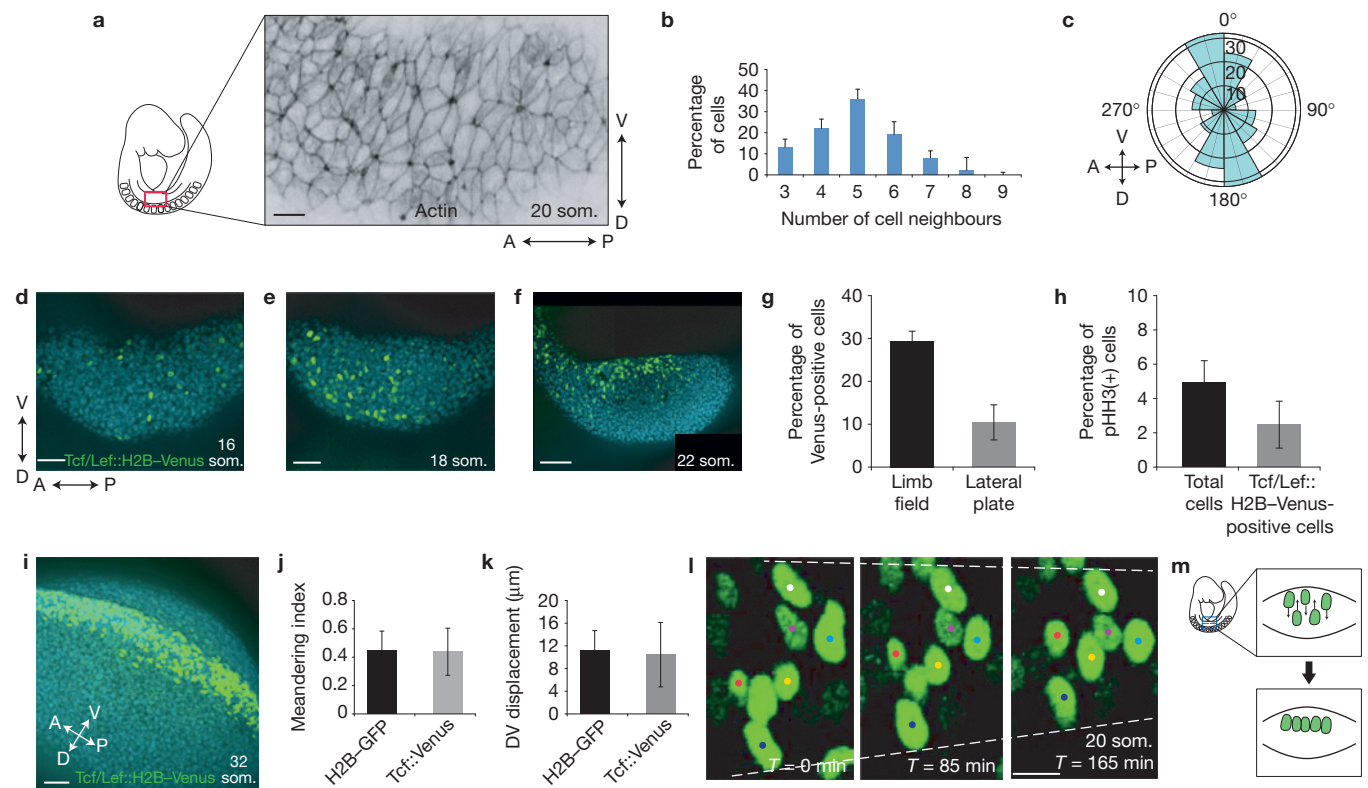 a
Actin
20 som.
V
D
A
P
b
Percentage
of cells
50
40
30
20
10
0
3 4 5 6 7 8 9
Number of cell neighbours
c
0°
30
20
10
270°
90°
180°
V
A P
D
d
V
D
A P
Tcf/Lef::H2B–Venus
16
som.
e
18 som.
f
22 som.
g
Percentage of
Venus-positive cells
40
30
20
10
0
Limb
field
Lateral
plate
h
Percentage of
pHH3(+) cells
10
8
6
4
2
0
Total
cells
Tcf/Lef::
H2B–Venus-
positive cells
i
A V
D P
Tcf/Lef::H2B–Venus
32
som.
j
Meandering index
0.8
0.6
0.4
0.2
0
H2B–GFP
Tcf::Venus
k
DV displacement (µm)
20
16
12
8
4
0
H2B–GFP
Tcf::Venus
l
T = 0 min
T = 85 min
20 som.
T = 165 min
m